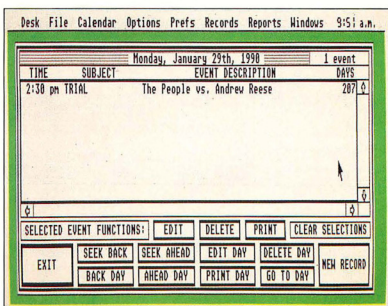 Desk File Calendar Options Prefs Records Reports Windows 9:51 a.m.
Monday, January 29th, 1990 1 event
TIME SUBJECT EVENT DESCRIPTION DAYS
2:30 pm TRIAL The People vs. Andrew Reese 207
SELECTED EVENT FUNCTIONS: EDIT DELETE PRINT CLEAR SELECTIONS
EXIT SEEK BACK SEEK AHEAD EDIT DAY DELETE DAY NEW RECORD
BACK DAY AHEAD DAY PRINT DAY GO TO DAY